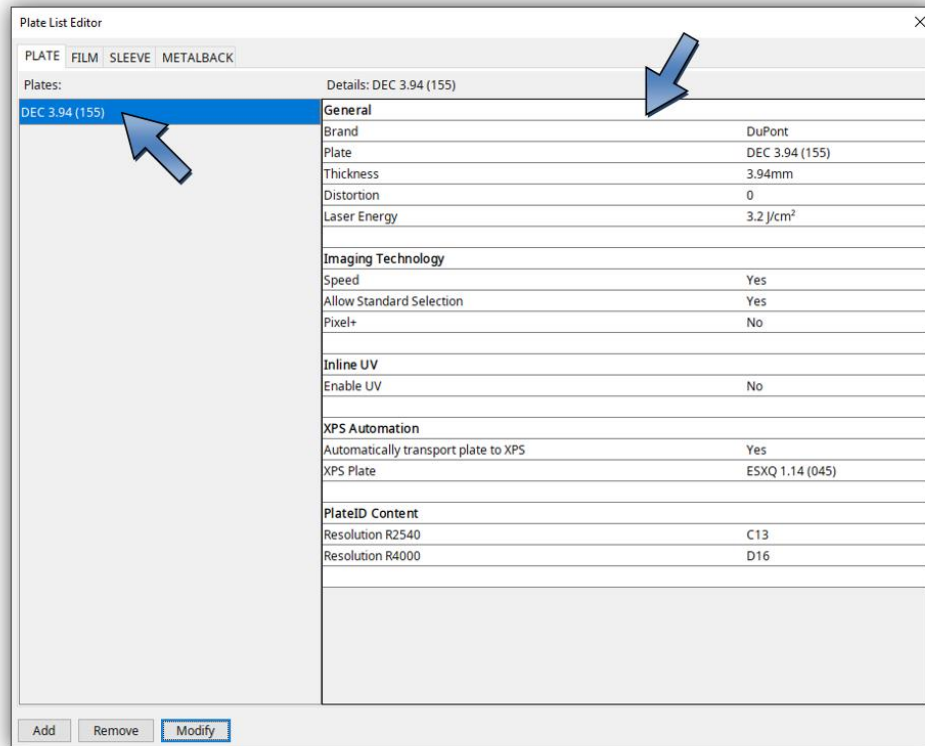 Plate List Editor
PLATE FILM SLEEVE METALBACK
Plates: Details: DEC 3.94 (155)
DEC 3.94 (155)
General
Brand DuPont
Plate DEC 3.94 (155)
Thickness 3.94mm
Distortion 0
Laser Energy 3.2 J/cm²
Imaging Technology
Speed Yes
Allow Standard Selection Yes
Pixel+ No
Inline UV
Enable UV No
XPS Automation
Automatically transport plate to XPS Yes
XPS Plate ESXQ 1.14 (045)
PlateID Content
Resolution R2540 C13
Resolution R4000 D16
Add Remove Modify